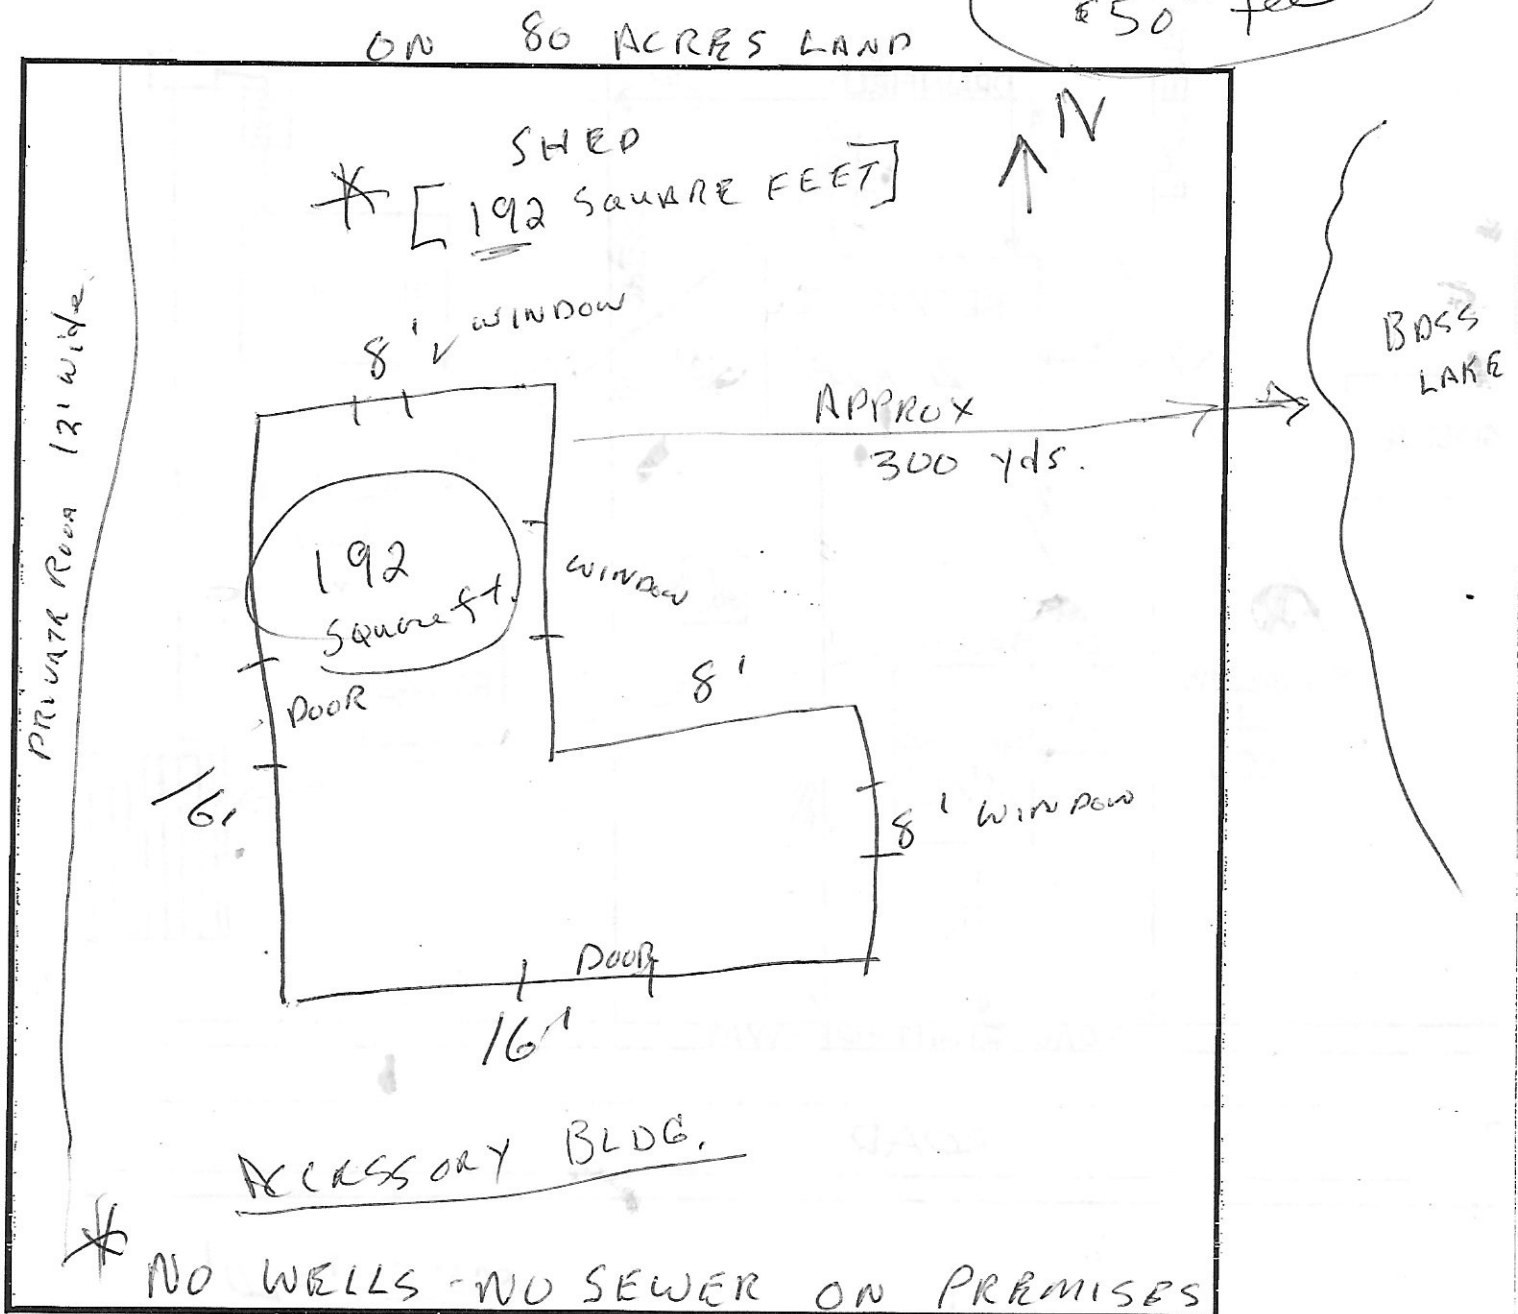 $50 fee
ON 80 ACRES LAND
N
SHED
* [192 SQUARE FEET]
8' WINDOW
PRIVATE ROAD 12' wide
BASS
LAKE
APPROX
300 yds.
192
Square ft.
WINDOW
DOOR
8'
16'
8' WINDOW
DOOR
16'
ACCESSORY BLDG.
* NO WELLS - NO SEWER ON PREMISES